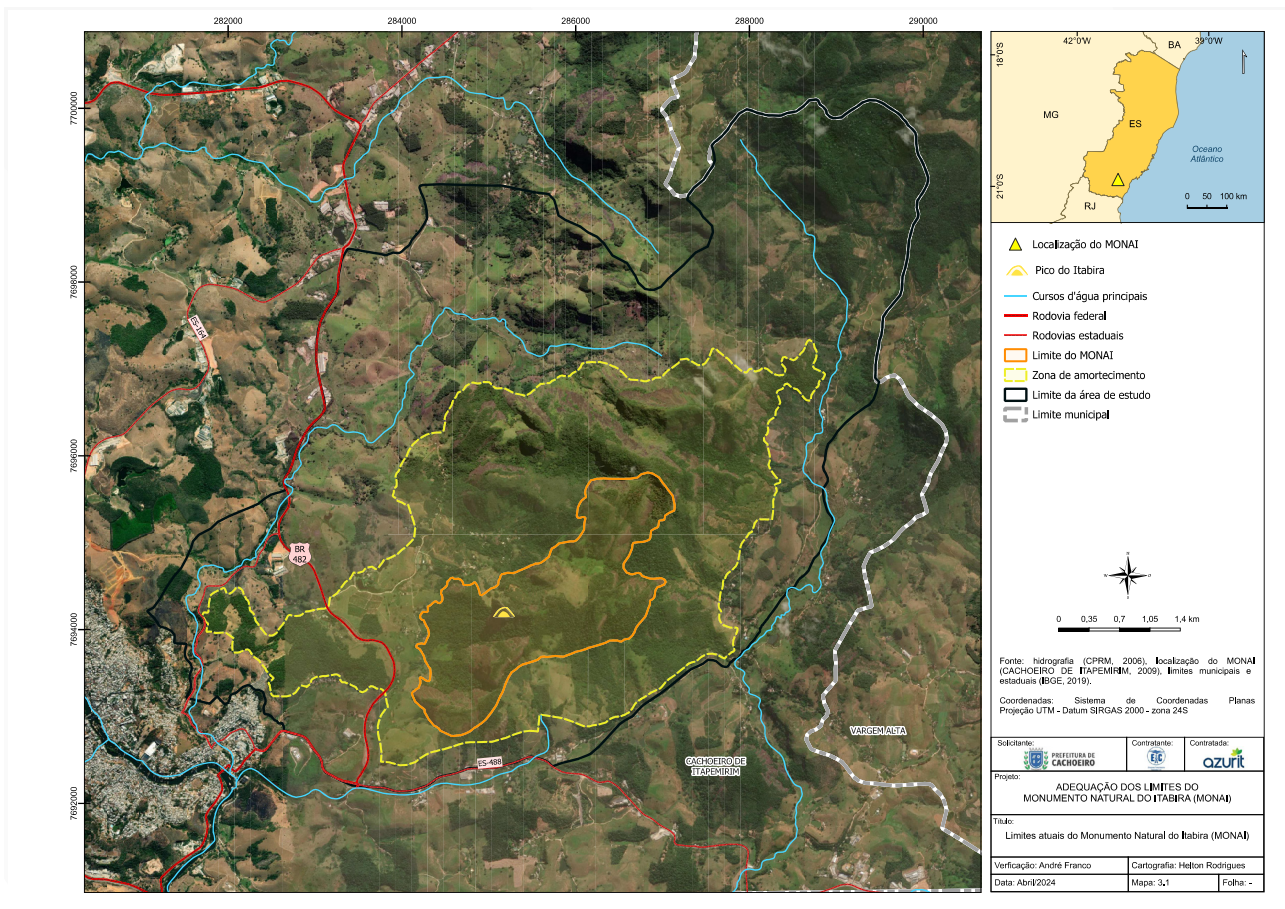 282000
284000
286000
288000
290000
7700000
7698000
7696000
7694000
7692000
ES-164
BR
482
ES-488
CACHOEIRO DE
ITAPEMIRIM
VARGEM ALTA
42°0'W
39°0'W
18°0'S
21°0'S
BA
MG
ES
RJ
Oceano
Atlântico
0 50 100 km
Localização do MONAI
Pico do Itabira
Cursos d'água principais
Rodovia federal
Rodovias estaduais
Limite do MONAI
Zona de amortecimento
Limite da área de estudo
Limite municipal
N
W
O
S
0 0,35 0,7 1,05 1,4 km
Fonte: hidrografia (CPRM, 2006), localização do MONAI
(CACHOEIRO DE ITAPEMIRIM, 2009), limites municipais e
estaduais (IBGE, 2019).
Coordenadas: Sistema de Coordenadas Planas
Projeção UTM - Datum SIRGAS 2000 - zona 24S
Solicitante:
PREFEITURA DE
CACHOEIRO
Contratante:
EJC
Contratada:
azurit
Projeto:
ADEQUAÇÃO DOS LIMITES DO
MONUMENTO NATURAL DO ITABIRA (MONAI)
Título:
Limites atuais do Monumento Natural do Itabira (MONAI)
Verficação: André Franco
Cartografia: Helton Rodrigues
Data: Abril/2024
Mapa: 3.1
Folha: -